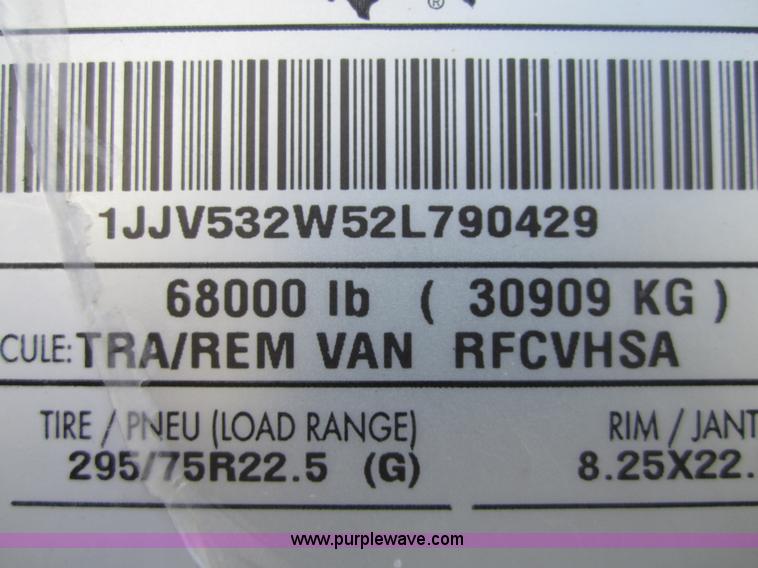 ®
1JJV532W52L790429
68000 lb ( 30909 KG )
CULE: TRA/REM VAN RFCVHSA
TIRE / PNEU (LOAD RANGE)
RIM / JANT
295/75R22.5 (G)
8.25X22.
www.purplewave.com